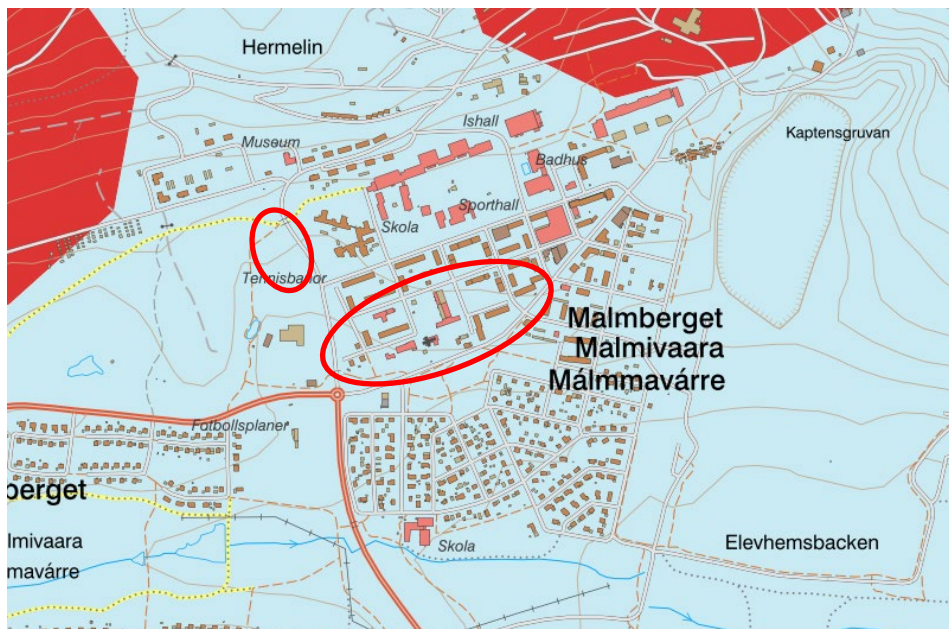 Hermelin
Ishall
Kaptensgruvan
Museum
Badhus
Sporthall
Skola
Tennisbanor
Malmberget
Malmivaara
Málmmavárre
Fotbollsplaner
berget
lmivaara
mavárre
Skola
Elevhemsbacken